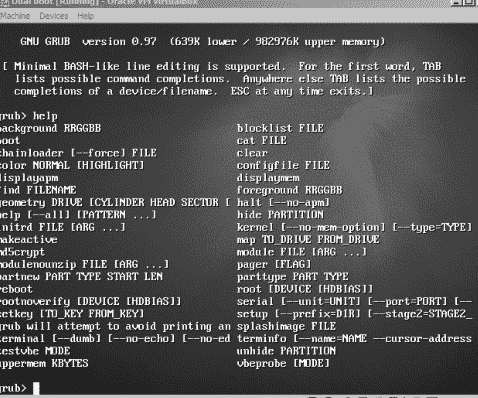 Dual boot [Running] - Oracle VM VirtualBox
Machine Devices Help
GNU GRUB version 0.97 (639K lower / 982976K upper memory)
[ Minimal BASH-like line editing is supported. For the first word, TAB
lists possible command completions. Anywhere else TAB lists the possible
completions of a device/filename. ESC at any time exits.]
grub> help
background RRGGBB blocklist FILE
boot cat FILE
chainloader [--force] FILE clear
color NORMAL [HIGHLIGHT] configfile FILE
displayapm displaymem
find FILENAME foreground RRGGBB
geometry DRIVE [CYLINDER HEAD SECTOR [ halt [--no-apm]
help [--all] [PATTERN ...] hide PARTITION
initrd FILE [ARG ...] kernel [--no-mem-option] [--type=TYPE]
makeactive map TO_DRIVE FROM_DRIVE
md5crypt module FILE [ARG ...]
modulenounzip FILE [ARG ...] pager [FLAG]
partnew PART TYPE START LEN parttype PART TYPE
reboot root [DEVICE [HDBIAS]]
rootnoverify [DEVICE [HDBIAS]] serial [--unit=UNIT] [--port=PORT] [--
setkey [TO_KEY FROM_KEY] setup [--prefix=DIR] [--stage2=STAGE2_
grub will attempt to avoid printing an splashimage FILE
terminal [--dumb] [--no-echo] [--no-ed terminfo [--name=NAME --cursor-address
testvbe MODE unhide PARTITION
uppermem KBYTES vbeprobe [MODE]
grub>